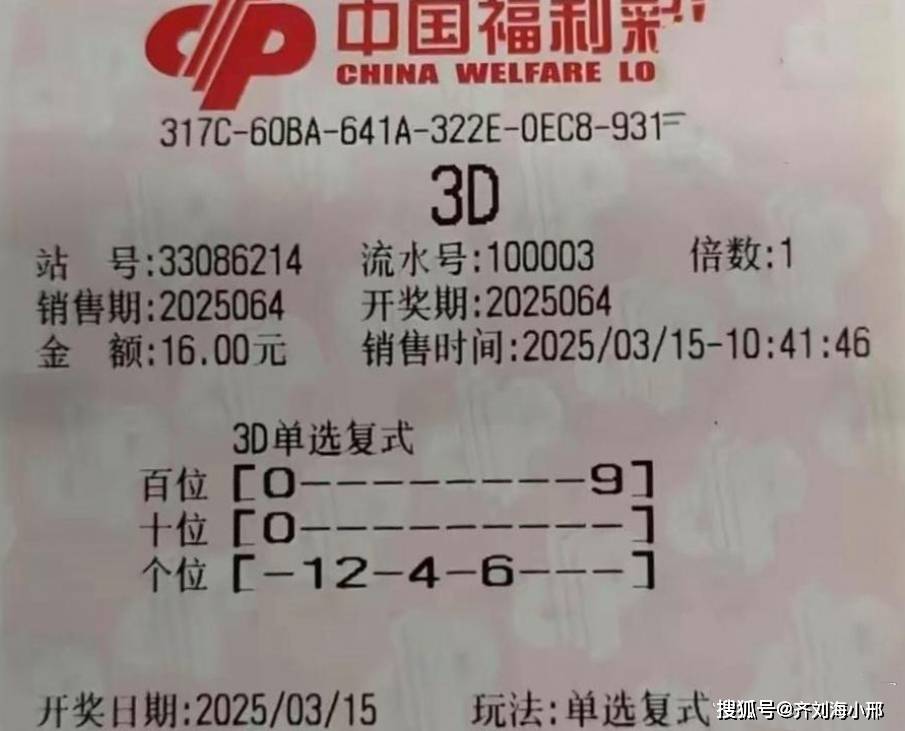 中国福利彩
CHINA WELFARE LO
317C-60BA-641A-322E-0EC8-931
3D
站 号:33086214 流水号:100003 倍数:1
销售期:2025064 开奖期:2025064
金 额:16.00元 销售时间:2025/03/15-10:41:46
3D单选复式
百位 [0--------9]
十位 [0---------]
个位 [-12-4-6---]
开奖日期:2025/03/15 玩法:单选复式
搜狐号@齐刘海小邢